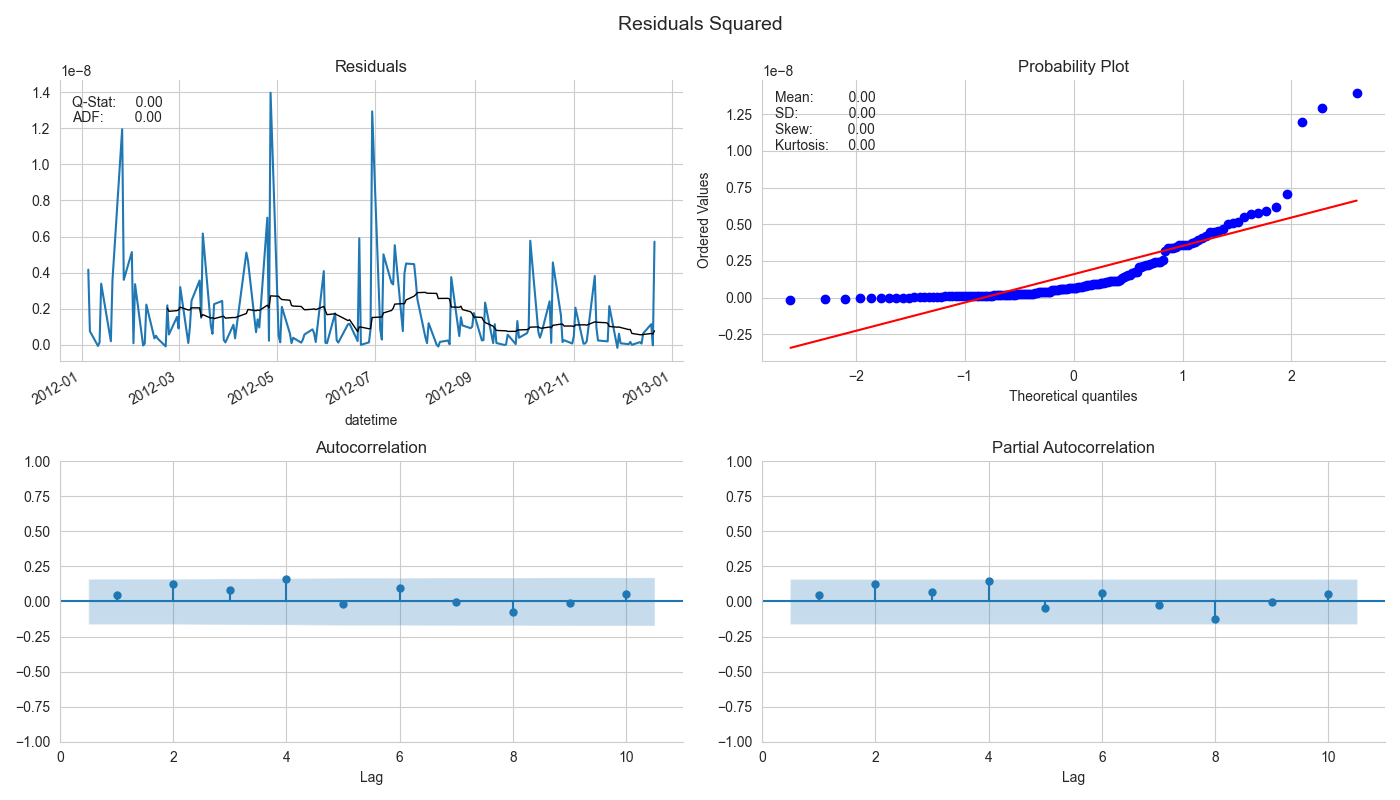 Residuals Squared
Residuals
1e−8
Q-Stat: 0.00
ADF: 0.00
1.4
1.2
1.0
0.8
0.6
0.4
0.2
0.0
2012-01
2012-03
2012-05
2012-07
2012-09
2012-11
2013-01
datetime
Probability Plot
1e−8
Mean: 0.00
SD: 0.00
Skew: 0.00
Kurtosis: 0.00
Ordered Values
1.25
1.00
0.75
0.50
0.25
0.00
−0.25
−2 −1 0 1 2
Theoretical quantiles
Autocorrelation
1.00
0.75
0.50
0.25
0.00
−0.25
−0.50
−0.75
−1.00
0 2 4 6 8 10
Lag
Partial Autocorrelation
1.00
0.75
0.50
0.25
0.00
−0.25
−0.50
−0.75
−1.00
0 2 4 6 8 10
Lag